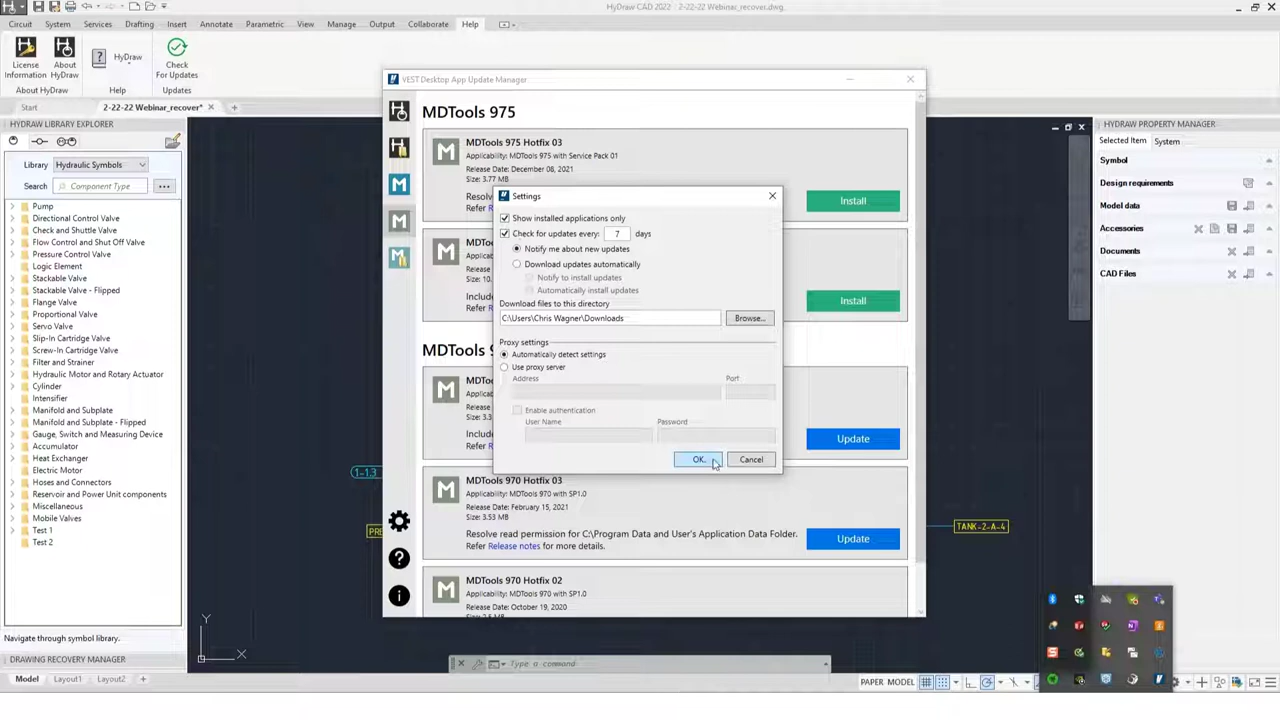 HyDraw CAD 2022   2-22-22 Webinar_recover.dwg
Circuit System Services Drafting Insert Annotate Parametric View Manage Output Collaborate Help
License Information
About HyDraw
HyDraw
Check For Updates
About HyDraw Help Updates
Start 2-22-22 Webinar_recover*
HYDRAW LIBRARY EXPLORER
Library Hydraulic Symbols
Search Component Type ...
Pump
Directional Control Valve
Check and Shuttle Valve
Flow Control and Shut Off Valve
Pressure Control Valve
Logic Element
Stackable Valve
Stackable Valve - Flipped
Flange Valve
Proportional Valve
Servo Valve
Slip-In Cartridge Valve
Screw-In Cartridge Valve
Filter and Strainer
Hydraulic Motor and Rotary Actuator
Cylinder
Intensifier
Manifold and Subplate
Manifold and Subplate - Flipped
Gauge, Switch and Measuring Device
Accumulator
Heat Exchanger
Electric Motor
Hoses and Connectors
Reservoir and Power Unit components
Miscellaneous
Mobile Valves
Test 1
Test 2
Navigate through symbol library.
DRAWING RECOVERY MANAGER
Model Layout1 Layout2
VEST Desktop App Update Manager
MDTools 975
MDTools 975 Hotfix 03
Applicability: MDTools 975 with Service Pack 01
Release Date: December 08, 2021
Size: 3.77 MB
Install
Install
Settings
Show installed applications only
Check for updates every: 7 days
Notify me about new updates
Download updates automatically
Notify to install updates
Automatically install updates
Download files to this directory
C:\Users\Chris Wagner\Downloads Browse...
Proxy settings
Automatically detect settings
Use proxy server
Address Port
Enable authentication
User Name Password
OK Cancel
Update
MDTools 970 Hotfix 03
Applicability: MDTools 970 with SP1.0
Release Date: February 15, 2021
Size: 3.53 MB
Resolve read permission for C:\Program Data and User's Application Data Folder.
Refer Release notes for more details.
Update
MDTools 970 Hotfix 02
Applicability: MDTools 970 with SP1.0
Release Date: October 19, 2020
1-1.3
TANK-2-A-4
Type a command
HYDRAW PROPERTY MANAGER
Selected Item System
Symbol
Design requirements
Model data
Accessories
Documents
CAD Files
Y
X
PAPER MODEL